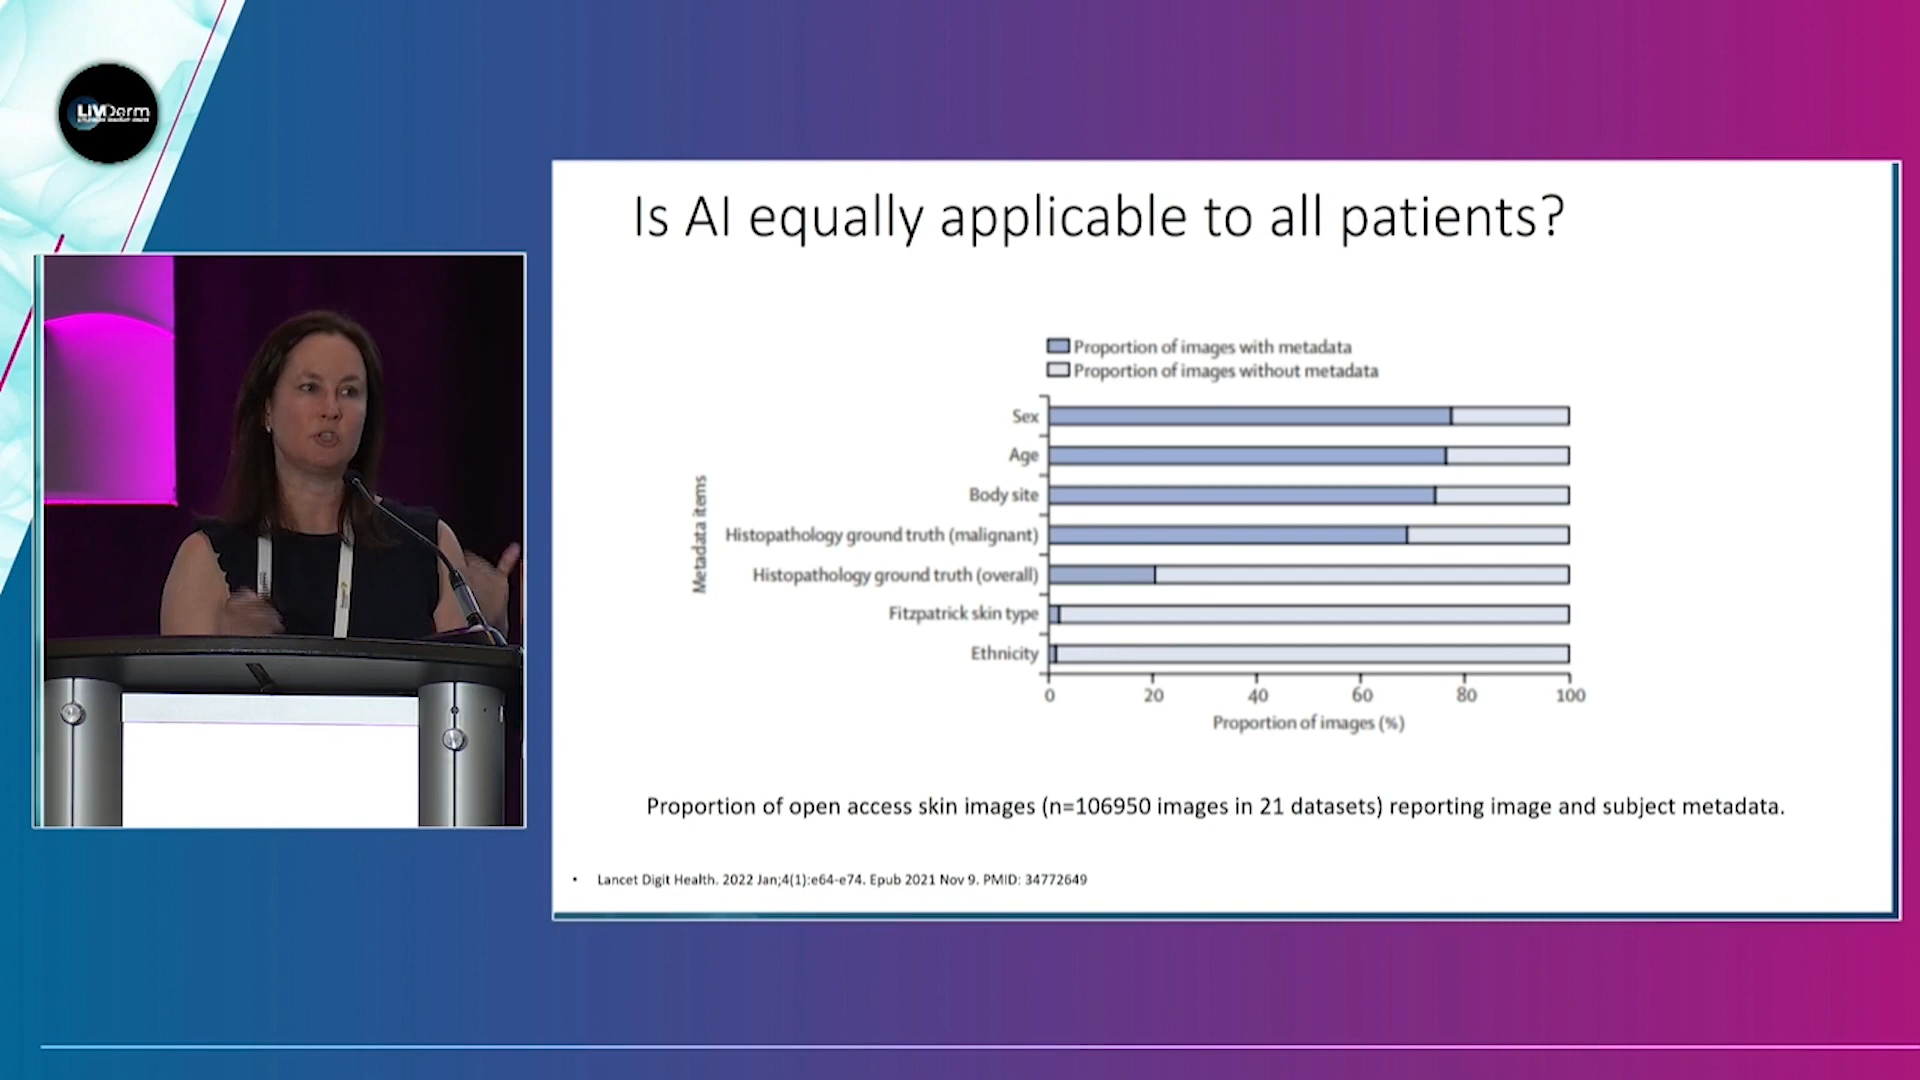 LiVDerm
Is AI equally applicable to all patients?
Proportion of images with metadata
Proportion of images without metadata
Metadata items
Sex
Age
Body site
Histopathology ground truth (malignant)
Histopathology ground truth (overall)
Fitzpatrick skin type
Ethnicity
0 20 40 60 80 100
Proportion of images (%)
Proportion of open access skin images (n=106950 images in 21 datasets) reporting image and subject metadata.
• Lancet Digit Health. 2022 Jan;4(1):e64-e74. Epub 2021 Nov 9. PMID: 34772649